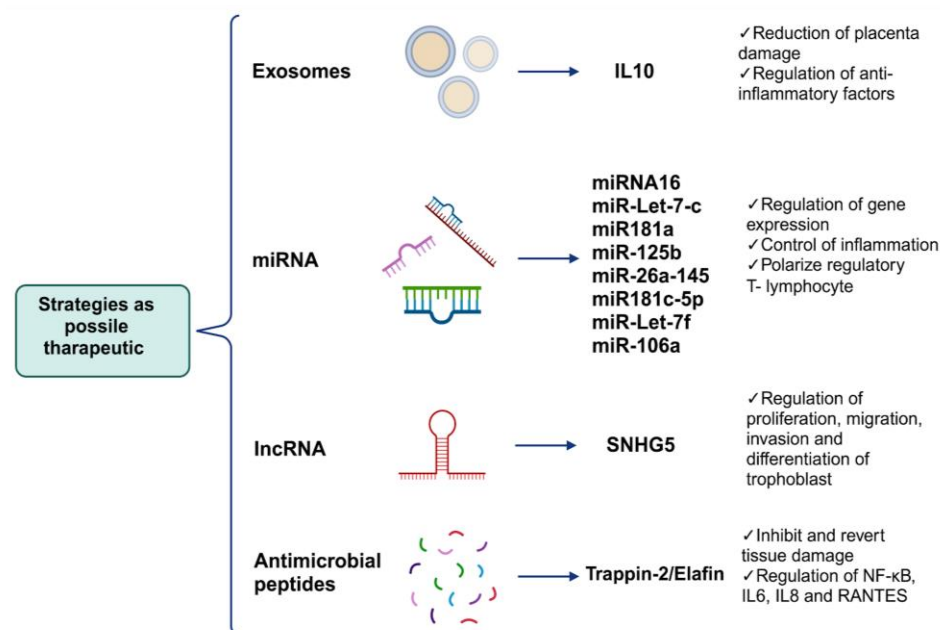 Strategies as
possile
tharapeutic
Exosomes
IL10
✓Reduction of placenta
damage
✓Regulation of anti-
inflammatory factors
miRNA
miRNA16
miR-Let-7-c
miR181a
miR-125b
miR-26a-145
miR181c-5p
miR-Let-7f
miR-106a
✓Regulation of gene
expression
✓Control of inflammation
✓Polarize regulatory
T- lymphocyte
lncRNA
SNHG5
✓Regulation of
proliferation, migration,
invasion and
differentiation of
trophoblast
Antimicrobial
peptides
Trappin-2/Elafin
✓Inhibit and revert
tissue damage
✓Regulation of NF-κB,
IL6, IL8 and RANTES